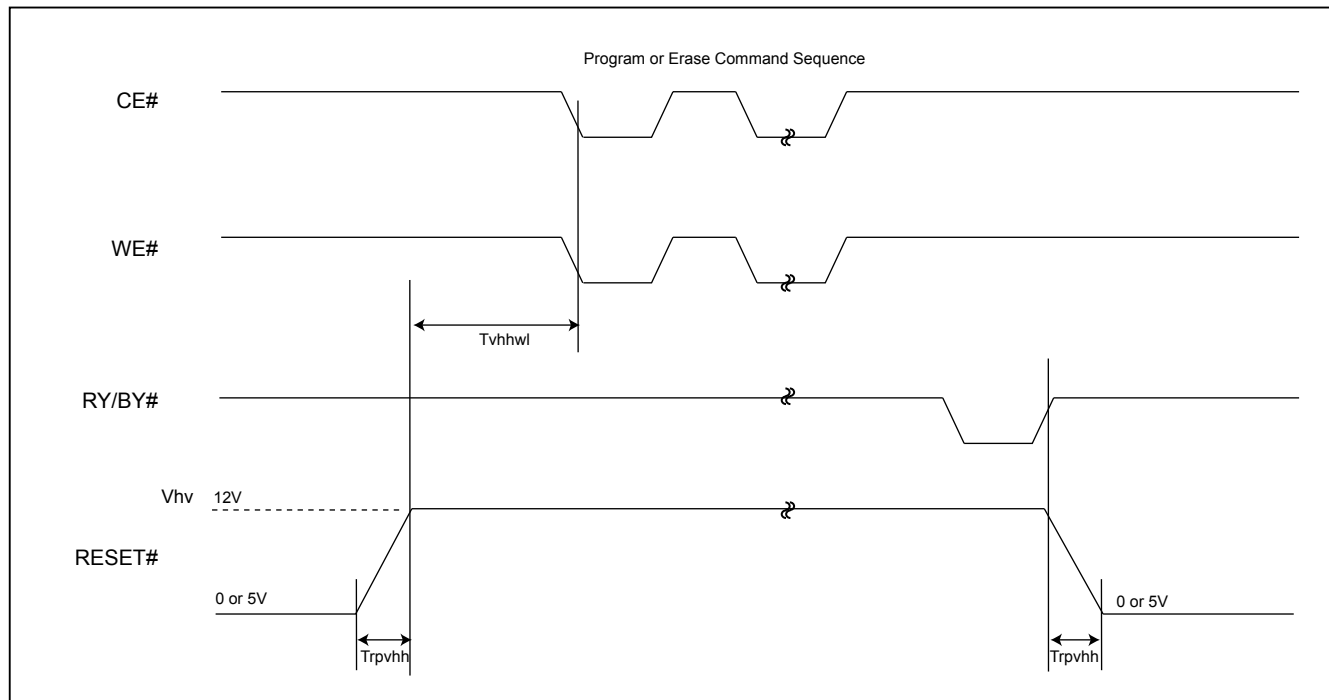 Program or Erase Command Sequence
CE#
WE#
Tvhhwl
RY/BY#
Vhv 12V
RESET#
0 or 5V
0 or 5V
Trpvhh
Trpvhh